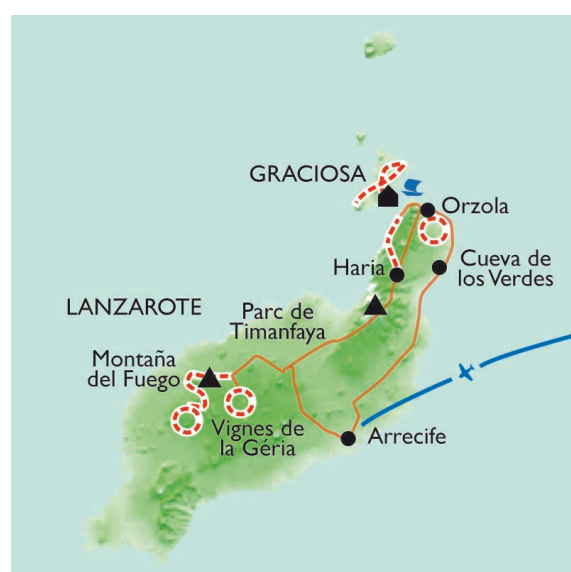 GRACIOSA
Orzola
Cueva de
los Verdes
Haria
LANZAROTE
Parc de
Timanfaya
Montaña
del Fuego
Vignes de
la Géria
Arrecife